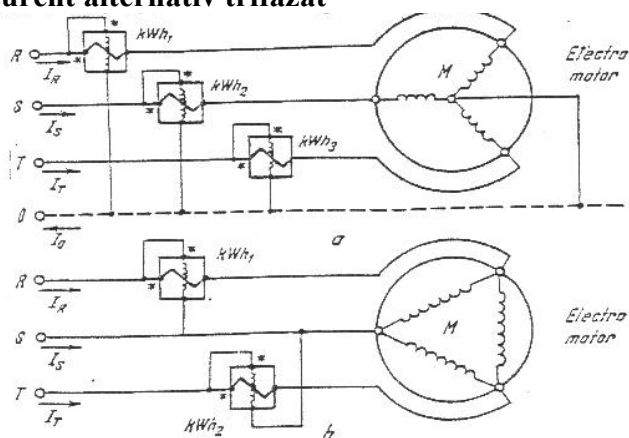 urent alternativ trifazat
R
I_R
*
*
kWh₁
S
I_S
*
*
kWh₂
T
I_T
*
*
kWh₃
0
I_0
M
Electro
motor
a
R
I_R
*
*
kWh₁
S
I_S
T
I_T
*
*
kWh₂
M
Electro
motor
b